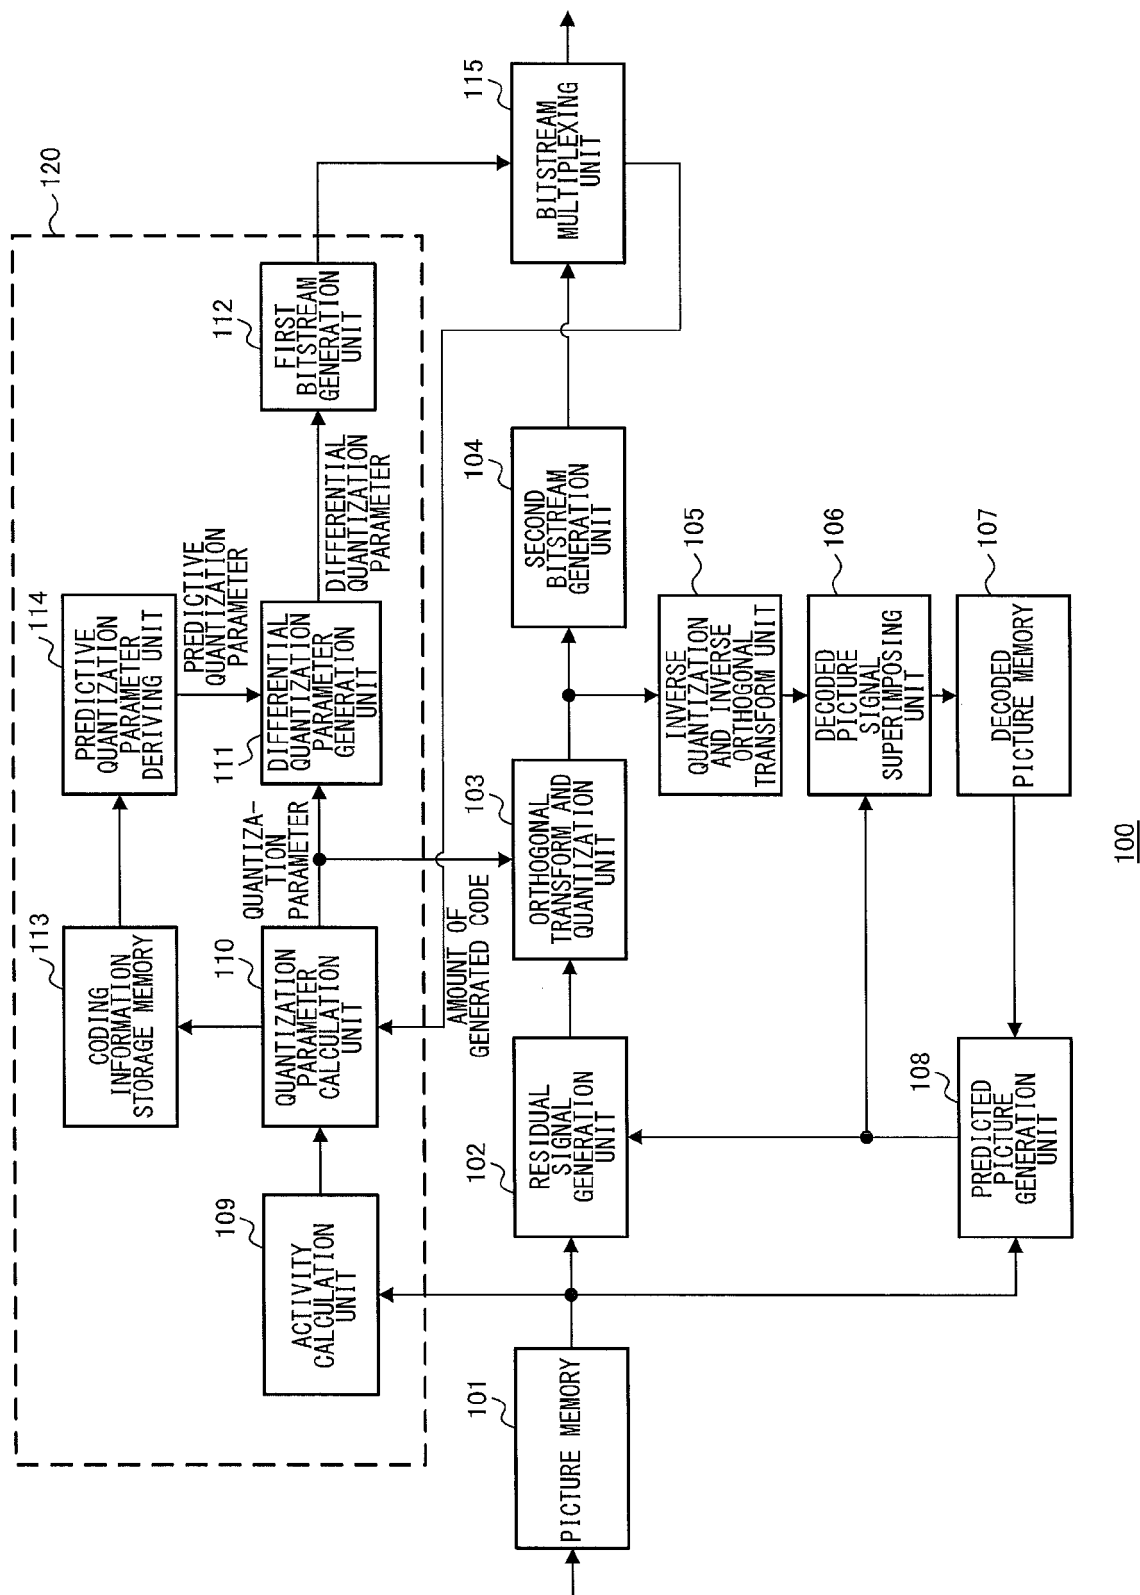 120
113
CODING
INFORMATION
STORAGE MEMORY
114
PREDICTIVE
QUANTIZATION
PARAMETER
DERIVING UNIT
PREDICTIVE
QUANTIZATION
PARAMETER
109
ACTIVITY
CALCULATION
UNIT
110
QUANTIZATION
PARAMETER
CALCULATION
UNIT
QUANTIZA-
TION
PARAMETER
111
DIFFERENTIAL
QUANTIZATION
PARAMETER
GENERATION
UNIT
DIFFERENTIAL
QUANTIZATION
PARAMETER
112
FIRST
BITSTREAM
GENERATION
UNIT
AMOUNT OF
GENERATED CODE
101
PICTURE MEMORY
102
RESIDUAL
SIGNAL
GENERATION
UNIT
103
ORTHOGONAL
TRANSFORM AND
QUANTIZATION
UNIT
104
SECOND
BITSTREAM
GENERATION
UNIT
115
BITSTREAM
MULTIPLEXING
UNIT
105
INVERSE
QUANTIZATION
AND INVERSE
ORTHOGONAL
TRANSFORM UNIT
106
DECODED
PICTURE
SIGNAL
SUPERIMPOSING
UNIT
108
PREDICTED
PICTURE
GENERATION
UNIT
107
DECODED
PICTURE MEMORY
100